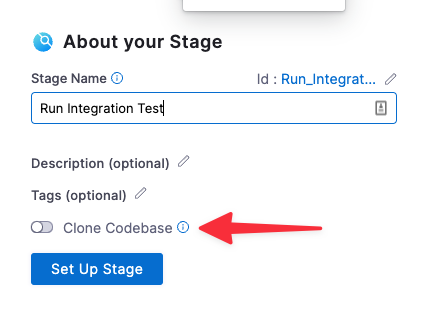 About your Stage
Stage Name Id : Run_Integrat...
Run Integration Test
Description (optional)
Tags (optional)
Clone Codebase
Set Up Stage